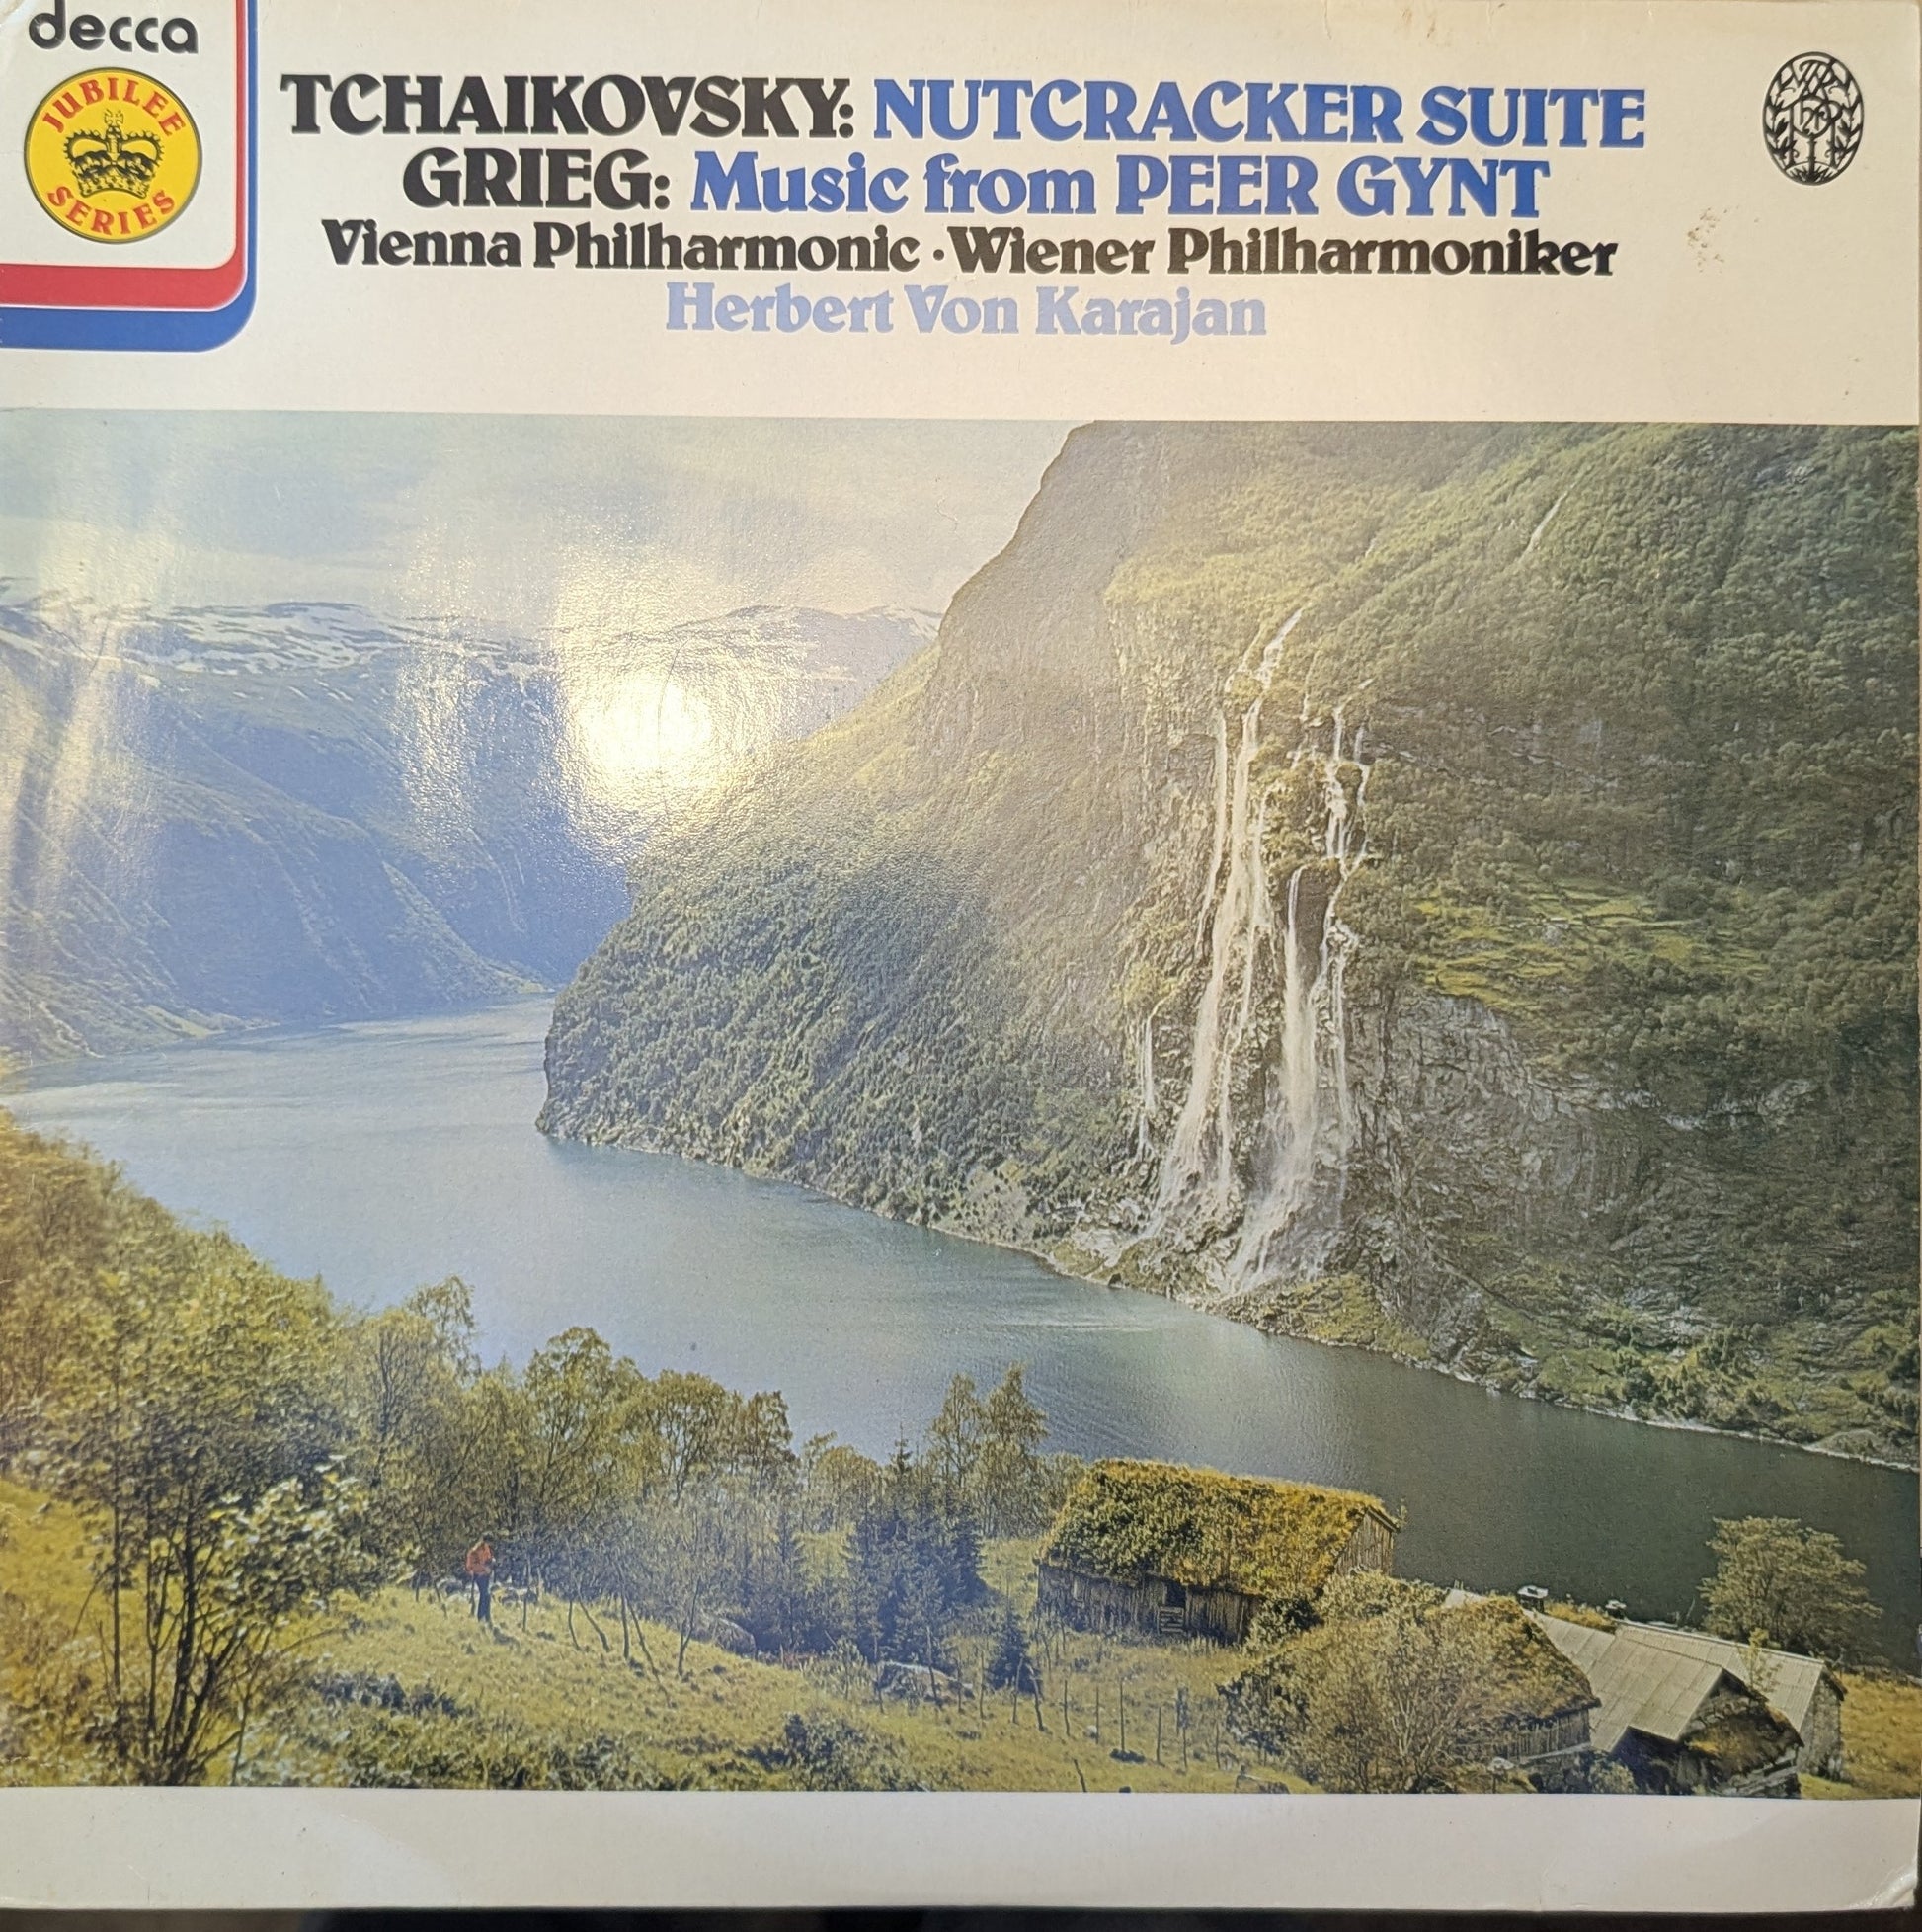 decca
JUBILEE
SERIES
TCHAIKOVSKY: NUTCRACKER SUITE
GRIEG: Music from PEER GYNT
Vienna Philharmonic · Wiener Philharmoniker
Herbert Von Karajan